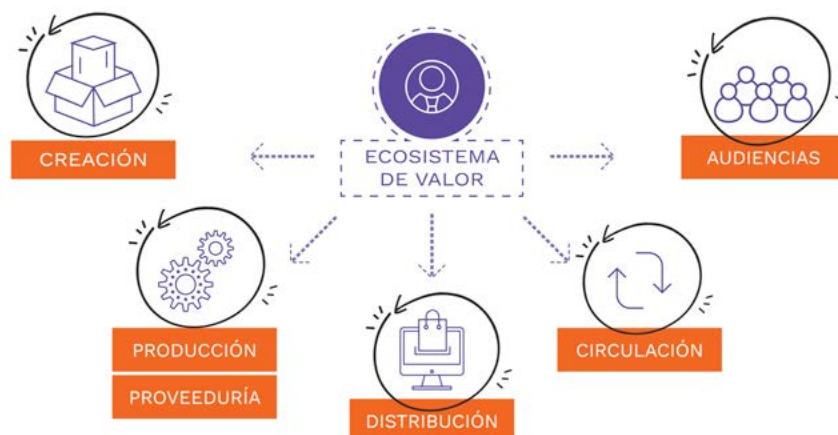 CREACIÓN
ECOSISTEMA
DE VALOR
AUDIENCIAS
PRODUCCIÓN
PROVEEDURÍA
DISTRIBUCIÓN
CIRCULACIÓN